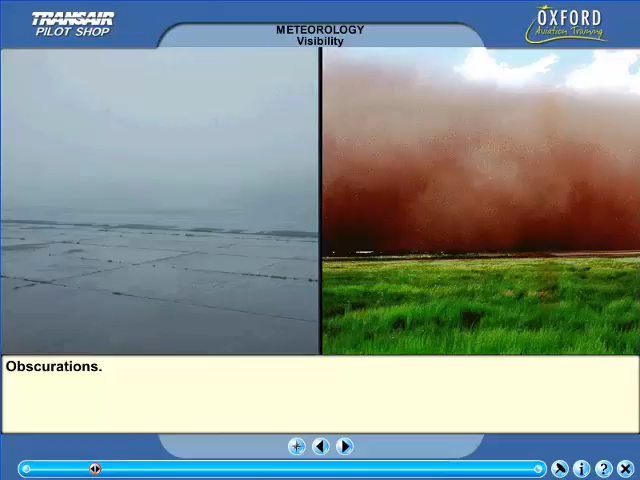 TRANSAIR
PILOT SHOP
METEOROLOGY
Visibility
OXFORD
Aviation Training
Obscurations.